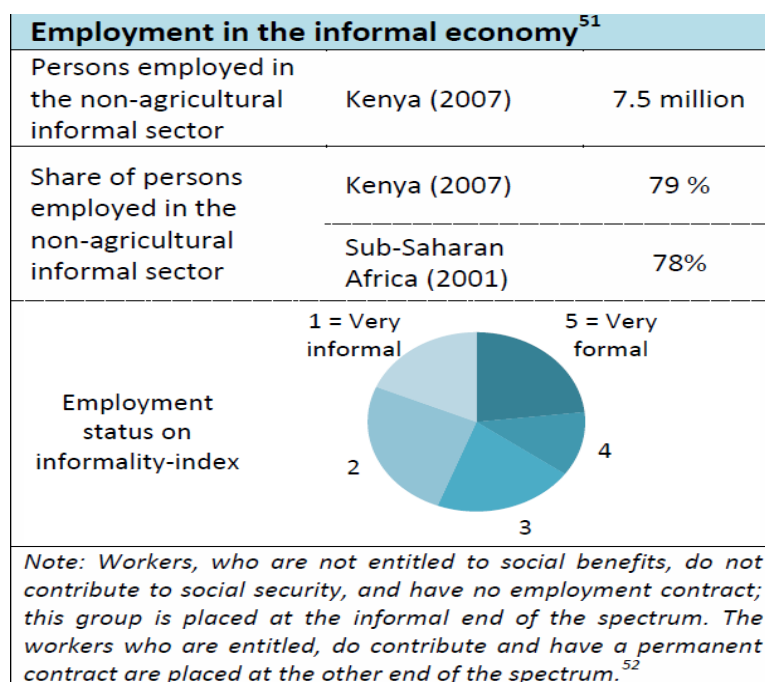 Employment in the informal economy51
Persons employed in
the non-agricultural
informal sector
Kenya (2007)
7.5 million
Share of persons
employed in the
non-agricultural
informal sector
Kenya (2007)
79 %
Sub-Saharan
Africa (2001)
78%
Employment
status on
informality-index
1 = Very
informal
5 = Very
formal
2
4
3
Note: Workers, who are not entitled to social benefits, do not
contribute to social security, and have no employment contract;
this group is placed at the informal end of the spectrum. The
workers who are entitled, do contribute and have a permanent
contract are placed at the other end of the spectrum.52